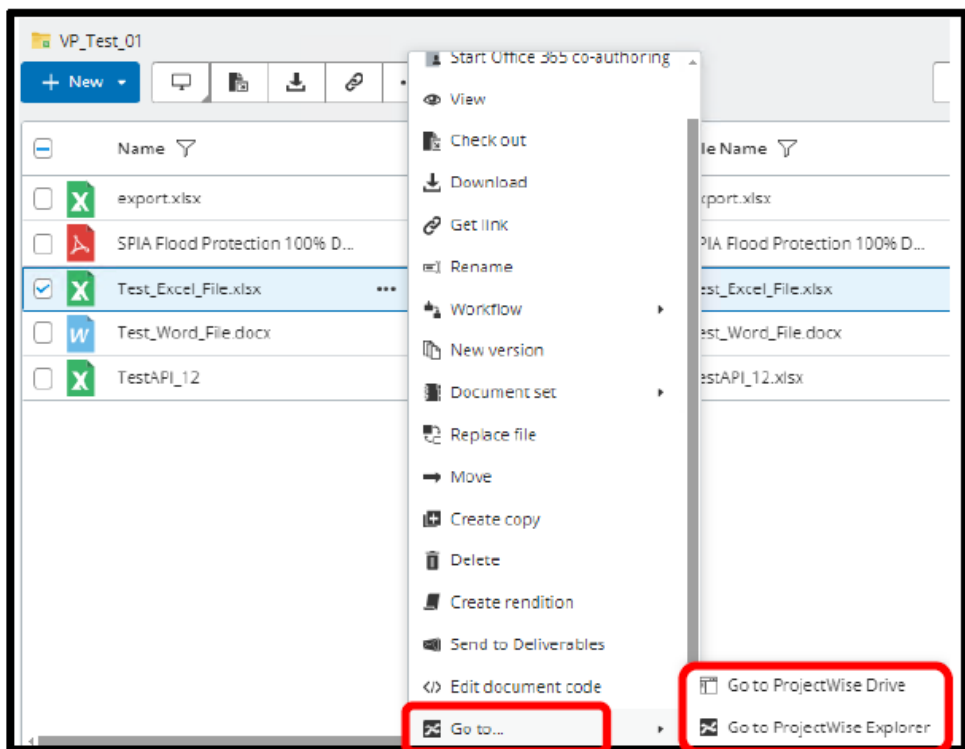 VP_Test_01
+ New
Name
le Name
export.xlsx
xport.xlsx
SPIA Flood Protection 100% D...
PIA Flood Protection 100% D...
Test_Excel_File.xlsx
est_Excel_File.xlsx
Test_Word_File.docx
est_Word_File.docx
TestAPI_12
estAPI_12.xlsx
Start Office 365 co-authoring
View
Check out
Download
Get link
Rename
Workflow
New version
Document set
Replace file
Move
Create copy
Delete
Create rendition
Send to Deliverables
Edit document code
Go to...
Go to ProjectWise Drive
Go to ProjectWise Explorer